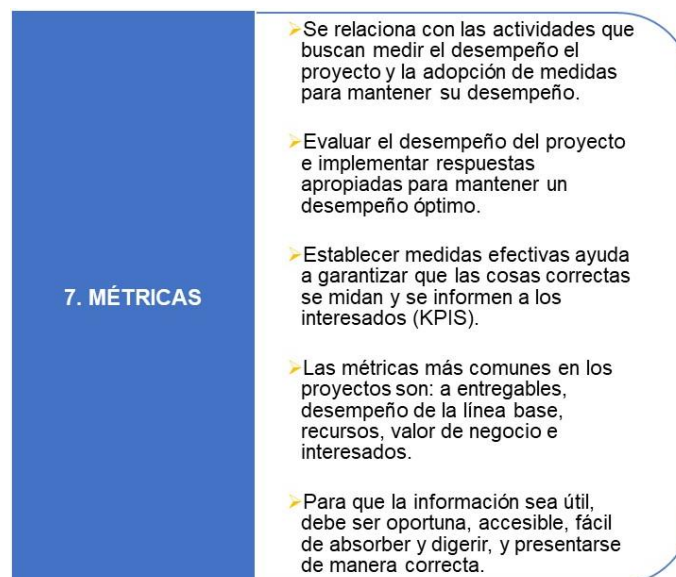 7. MÉTRICAS
Se relaciona con las actividades que
buscan medir el desempeño el
proyecto y la adopción de medidas
para mantener su desempeño.
Evaluar el desempeño del proyecto
e implementar respuestas
apropiadas para mantener un
desempeño óptimo.
Establecer medidas efectivas ayuda
a garantizar que las cosas correctas
se midan y se informen a los
interesados (KPIS).
Las métricas más comunes en los
proyectos son: a entregables,
desempeño de la línea base,
recursos, valor de negocio e
interesados.
Para que la información sea útil,
debe ser oportuna, accesible, fácil
de absorber y digerir, y presentarse
de manera correcta.